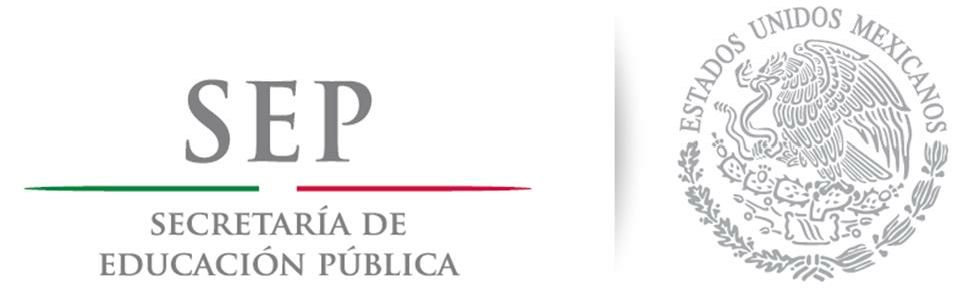 SEP
SECRETARÍA DE
EDUCACIÓN PÚBLICA
ESTADOS UNIDOS MEXICANOS